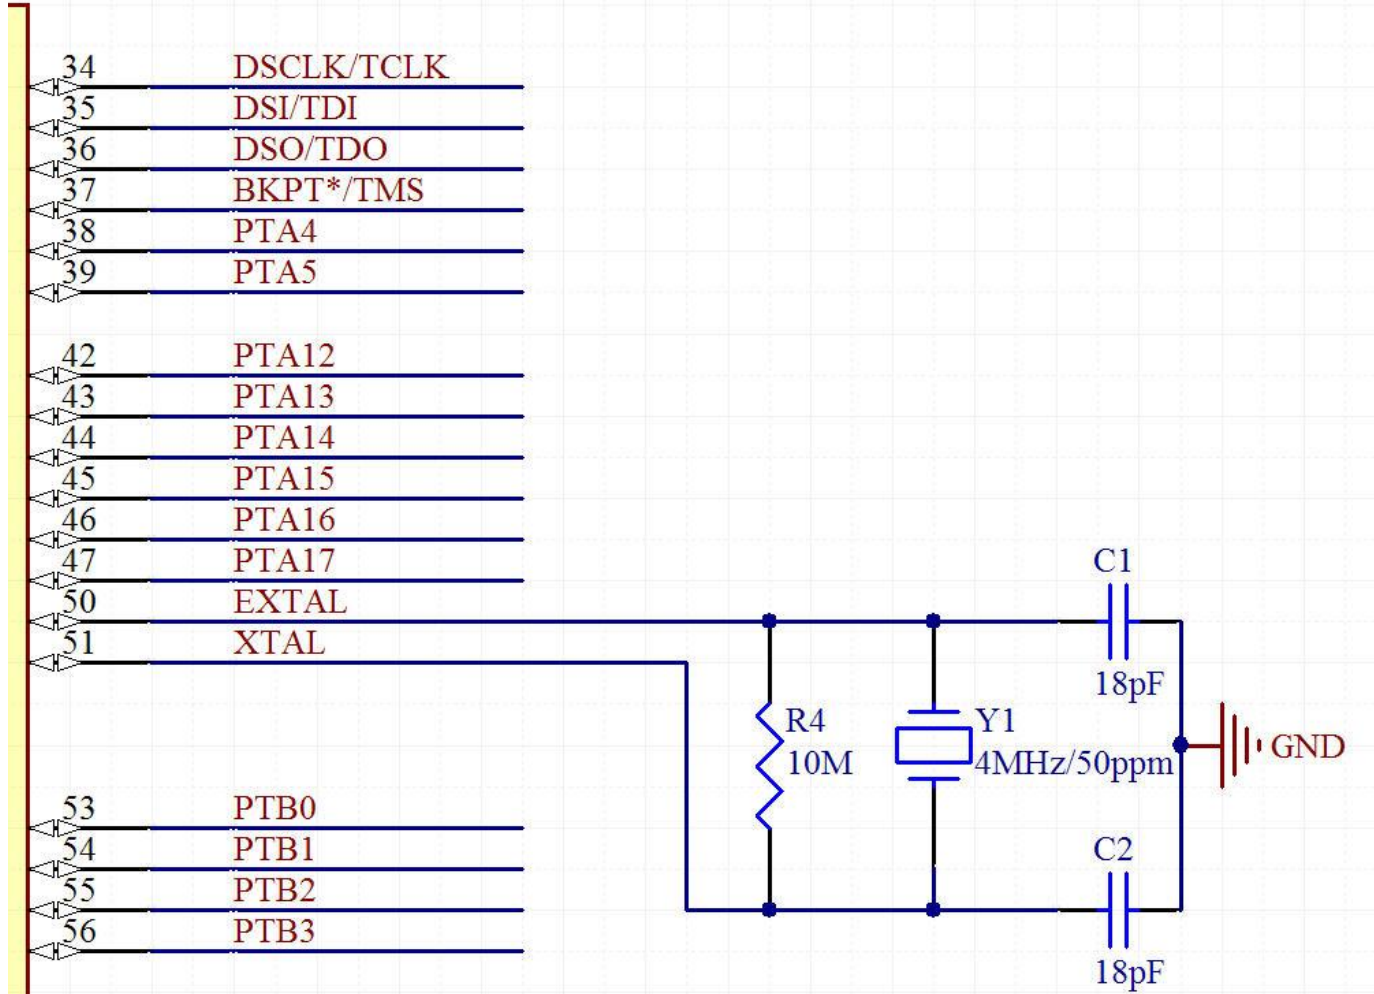 34 DSCLK/TCLK
35 DSI/TDI
36 DSO/TDO
37 BKPT*/TMS
38 PTA4
39 PTA5
42 PTA12
43 PTA13
44 PTA14
45 PTA15
46 PTA16
47 PTA17
50 EXTAL
51 XTAL
53 PTB0
54 PTB1
55 PTB2
56 PTB3
C1
18pF
R4
10M
Y1
4MHz/50ppm
GND
C2
18pF